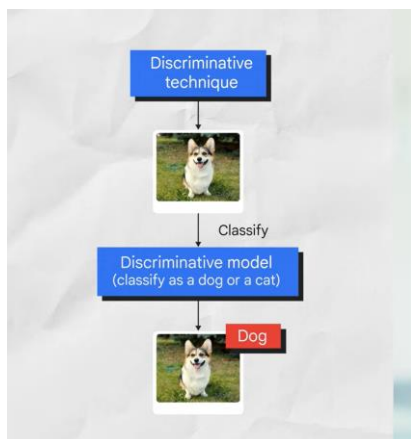 Discriminative
technique
Classify
Discriminative model
(classify as a dog or a cat)
Dog